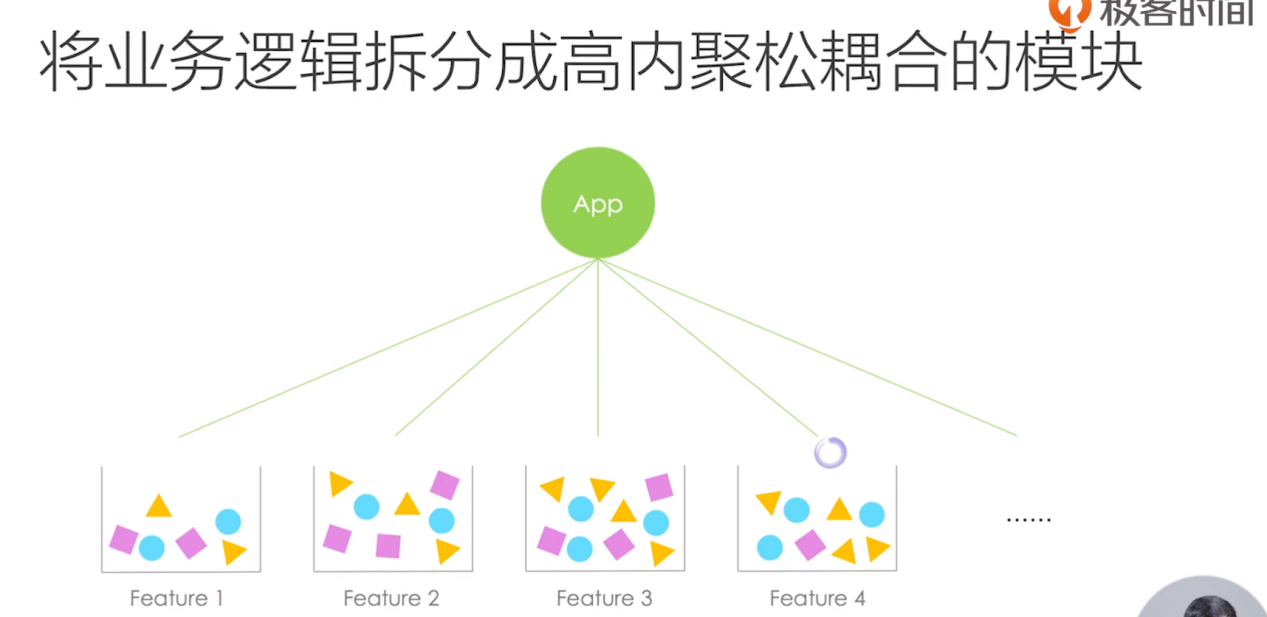 极客时间
将业务逻辑拆分成高内聚松耦合的模块
App
......
Feature 1
Feature 2
Feature 3
Feature 4